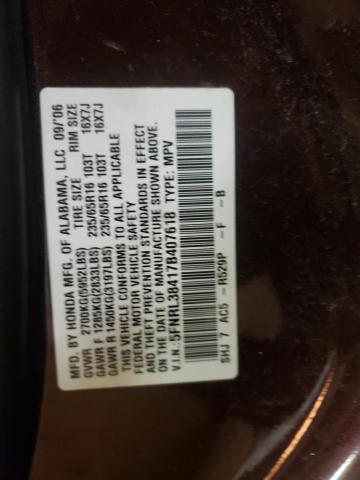 MFD. BY HONDA MFG. OF ALABAMA, LLC 09/'06
TIRE SIZE RIM SIZE
GVWR 2700KG(5952LBS)
GAWR F 1285KG(2833LBS) 235/65R16 103T 16X7J
GAWR R 1450KG(3197LBS) 235/65R16 103T 16X7J
THIS VEHICLE CONFORMS TO ALL APPLICABLE
FEDERAL MOTOR VEHICLE SAFETY
AND THEFT PREVENTION STANDARDS IN EFFECT
ON THE DATE OF MANUFACTURE SHOWN ABOVE.
V.I.N.: 5FNRL38417B407618 TYPE: MPV
SHJ 7 AC5 -R529P -F -B